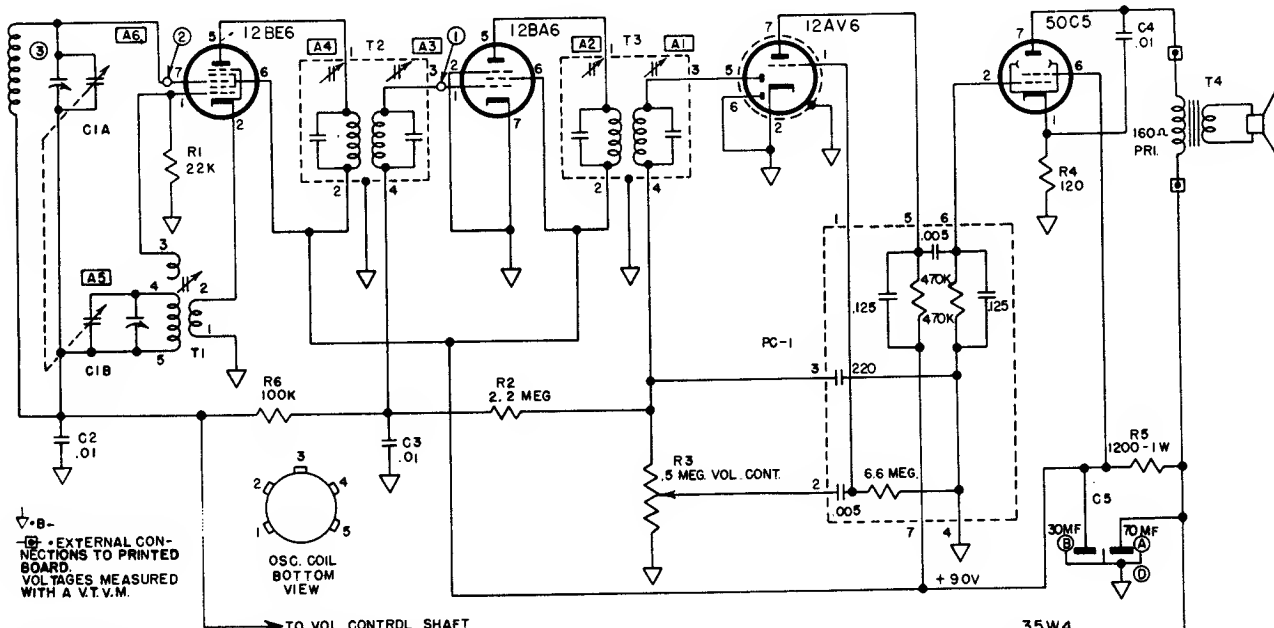 12BE6
12BA6
12AV6
50C5
C4
.01
A6
2
3
A4
T2
A3
1
A2
T3
A1
T4
5
7
1
6
2
C1A
R1
22K
1
3
2
4
2
1
6
7
1
3
2
4
7
1
5
6
2
7
2
6
1
160Ω
PRI.
R4
120
A5
3
4
2
1
5
T1
C1B
1
5
6
.005
470K
470K
.125
.125
PC-1
3
220
R6
100K
R2
2.2 MEG
C2
.01
C3
.01
R3
.5 MEG. VOL. CONT.
2
.005
6.6 MEG.
7
4
R5
1200-1W
C5
30MF
B
70MF
A
D
+90V
3
2
4
1
5
OSC. COIL
BOTTOM
VIEW
•B-
•EXTERNAL CON-
NECTIONS TO PRINTED
BOARD.
VOLTAGES MEASURED
WITH A V.T.V.M.
TO VOL. CONTROL SHAFT
35W4